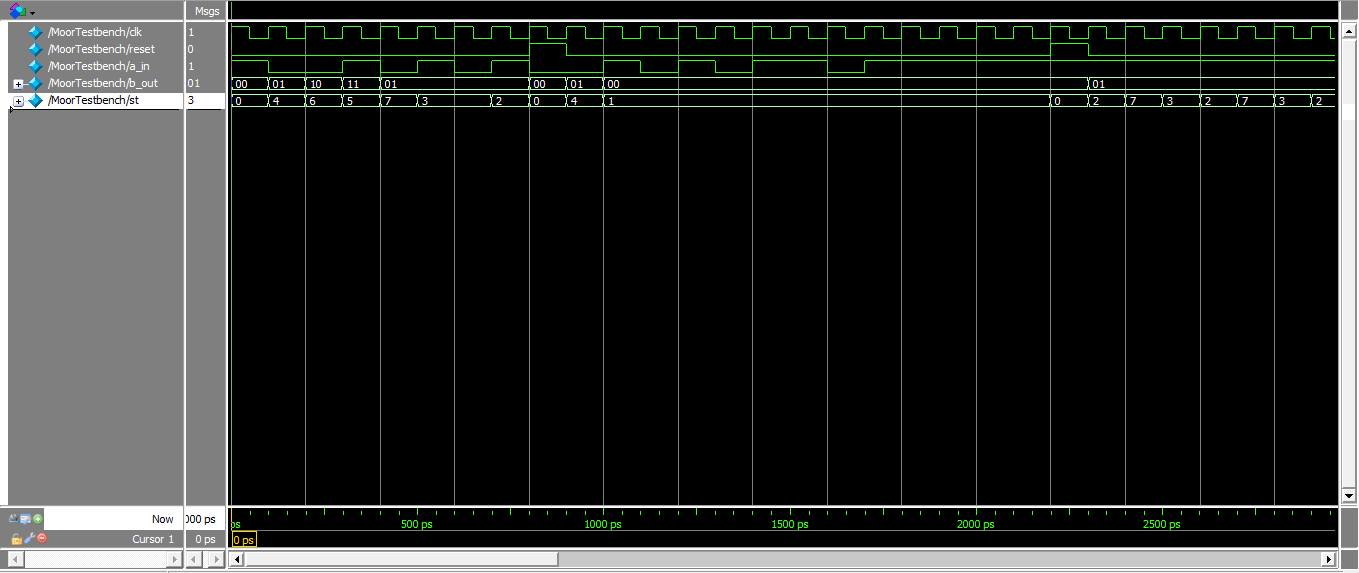 Msgs
/MoorTestbench/clk 1
/MoorTestbench/reset 0
/MoorTestbench/a_in 1
/MoorTestbench/b_out 01 00 01 10 11 01 00 01 00 01
/MoorTestbench/st 3 0 4 6 5 7 3 2 0 4 1 0 2 7 3 2 7 3 2
Now 000 ps ps 500 ps 1000 ps 1500 ps 2000 ps 2500 ps
Cursor 1 0 ps 0 ps